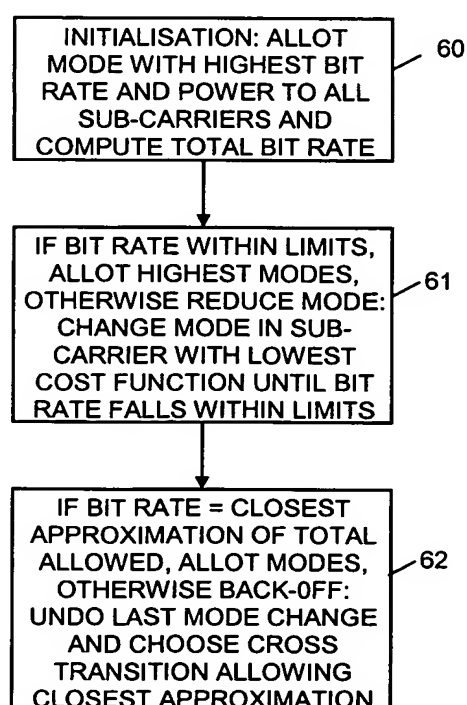 INITIALISATION: ALLOT
MODE WITH HIGHEST BIT
RATE AND POWER TO ALL
SUB-CARRIERS AND
COMPUTE TOTAL BIT RATE
60
IF BIT RATE WITHIN LIMITS,
ALLOT HIGHEST MODES,
OTHERWISE REDUCE MODE:
CHANGE MODE IN SUB-
CARRIER WITH LOWEST
COST FUNCTION UNTIL BIT
RATE FALLS WITHIN LIMITS
61
IF BIT RATE = CLOSEST
APPROXIMATION OF TOTAL
ALLOWED, ALLOT MODES,
OTHERWISE BACK-0FF:
UNDO LAST MODE CHANGE
AND CHOOSE CROSS
TRANSITION ALLOWING
CLOSEST APPROXIMATION
62